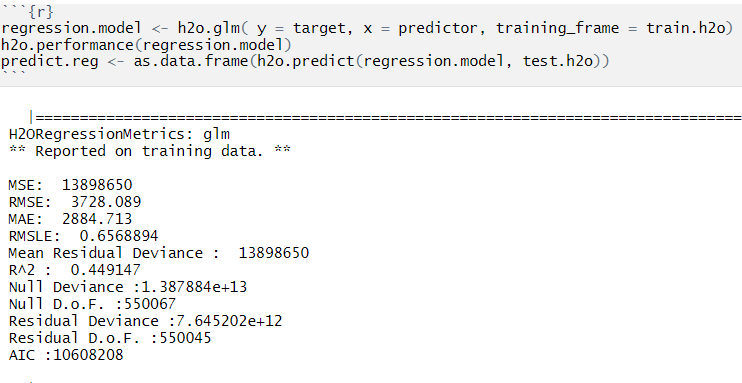 ```{r}
regression.model <- h2o.glm( y = target, x = predictor, training_frame = train.h2o)
h2o.performance(regression.model)
predict.reg <- as.data.frame(h2o.predict(regression.model, test.h2o))
```
|==============================================================================
H2ORegressionMetrics: glm
** Reported on training data. **
MSE:  13898650
RMSE:  3728.089
MAE:  2884.713
RMSLE:  0.6568894
Mean Residual Deviance :  13898650
R^2 :  0.449147
Null Deviance :1.387884e+13
Null D.o.F. :550067
Residual Deviance :7.645202e+12
Residual D.o.F. :550045
AIC :10608208